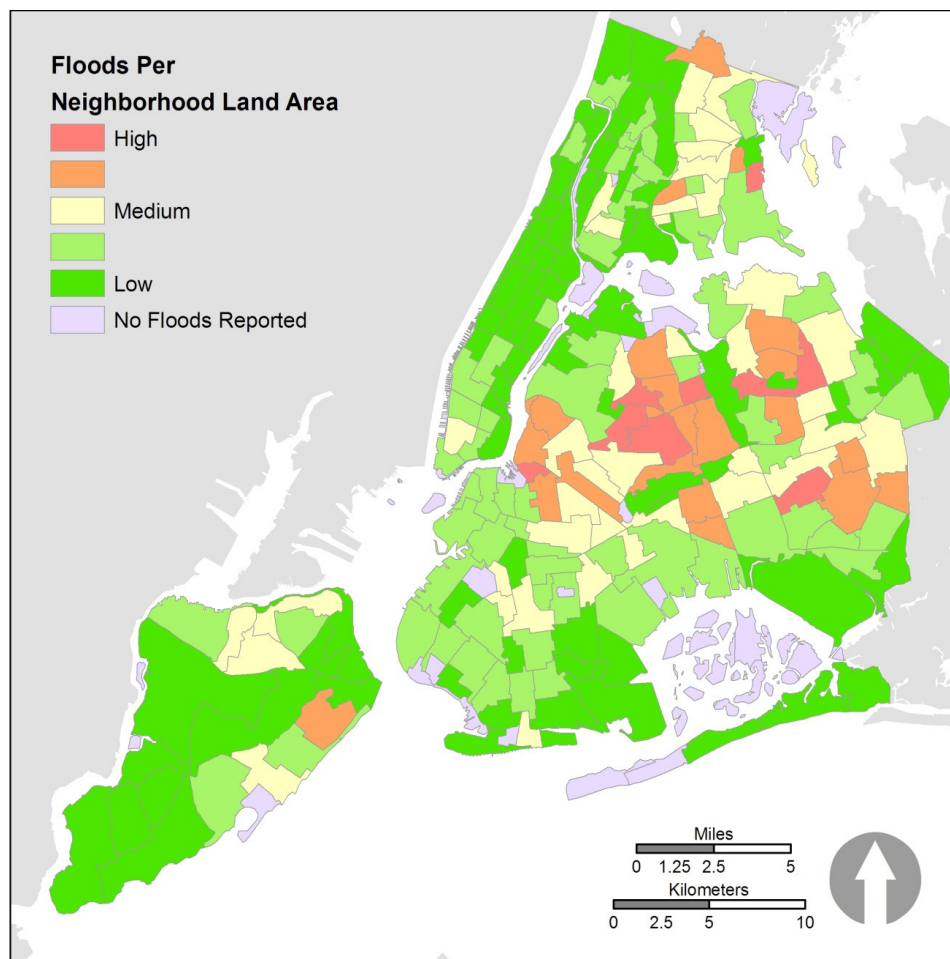 Floods Per
Neighborhood Land Area
High
Medium
Low
No Floods Reported
Miles
0 1.25 2.5 5
Kilometers
0 2.5 5 10